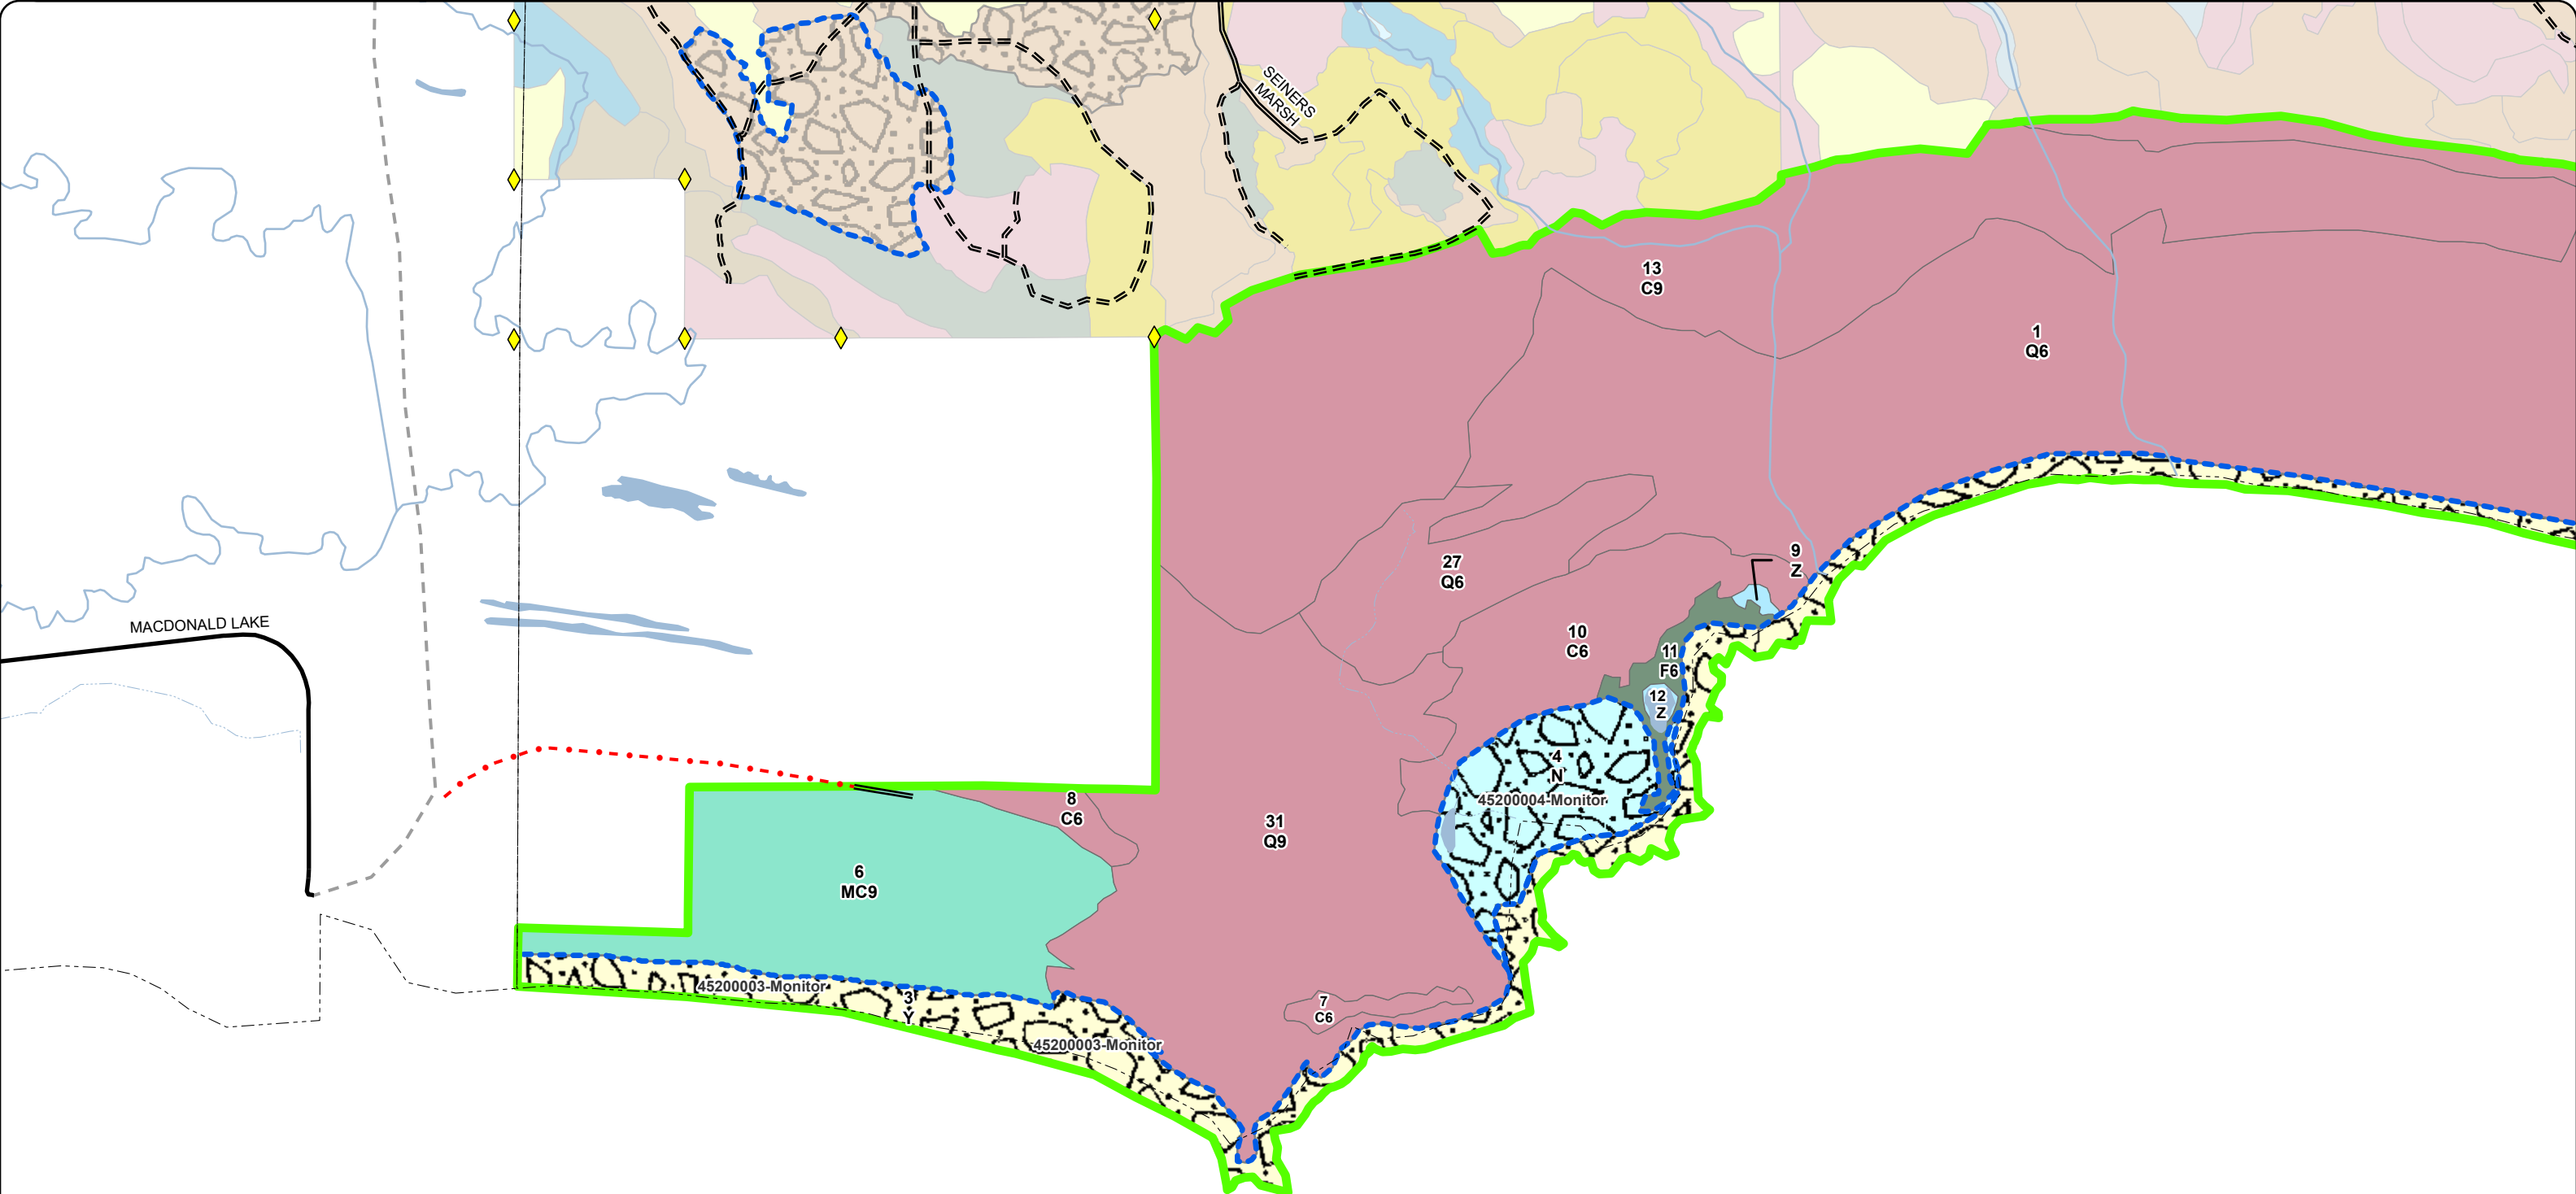 SEINERS
MARSH
13
C9
1
Q6
27
Q6
9
Z
MACDONALD LAKE
10
C6
11
F6
12
Z
4
N
45200004-Monitor
8
C6
31
Q9
6
MC9
45200003-Monitor
3
Y
7
C6
45200003-Monitor